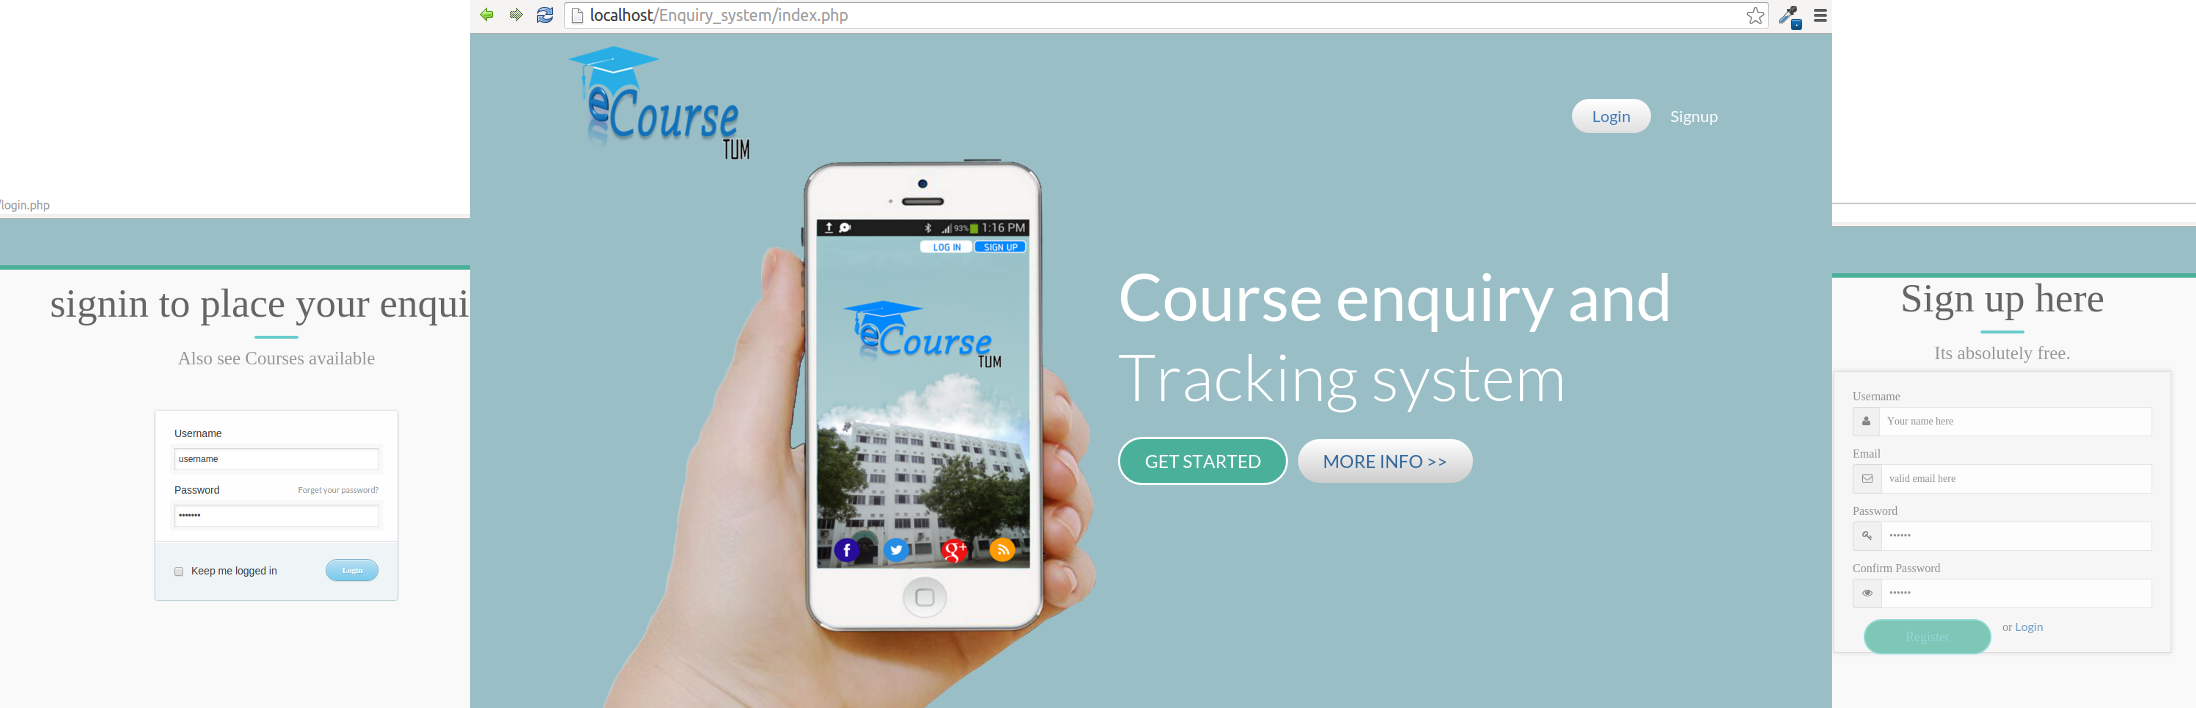 /login.php
signin to place your enqui
Also see Courses available
Username
username
Password
Forget your password?
•••••••
Keep me logged in
Login
localhost/Enquiry_system/index.php
eCourse
TUM
Login
Signup
93%
1:16 PM
LOG IN
SIGN UP
eCourse
TUM
f
g+
Course enquiry and
Tracking system
GET STARTED
MORE INFO >>
Sign up here
Its absolutely free.
Username
Your name here
Email
valid email here
Password
••••••
Confirm Password
••••••
Register
or Login